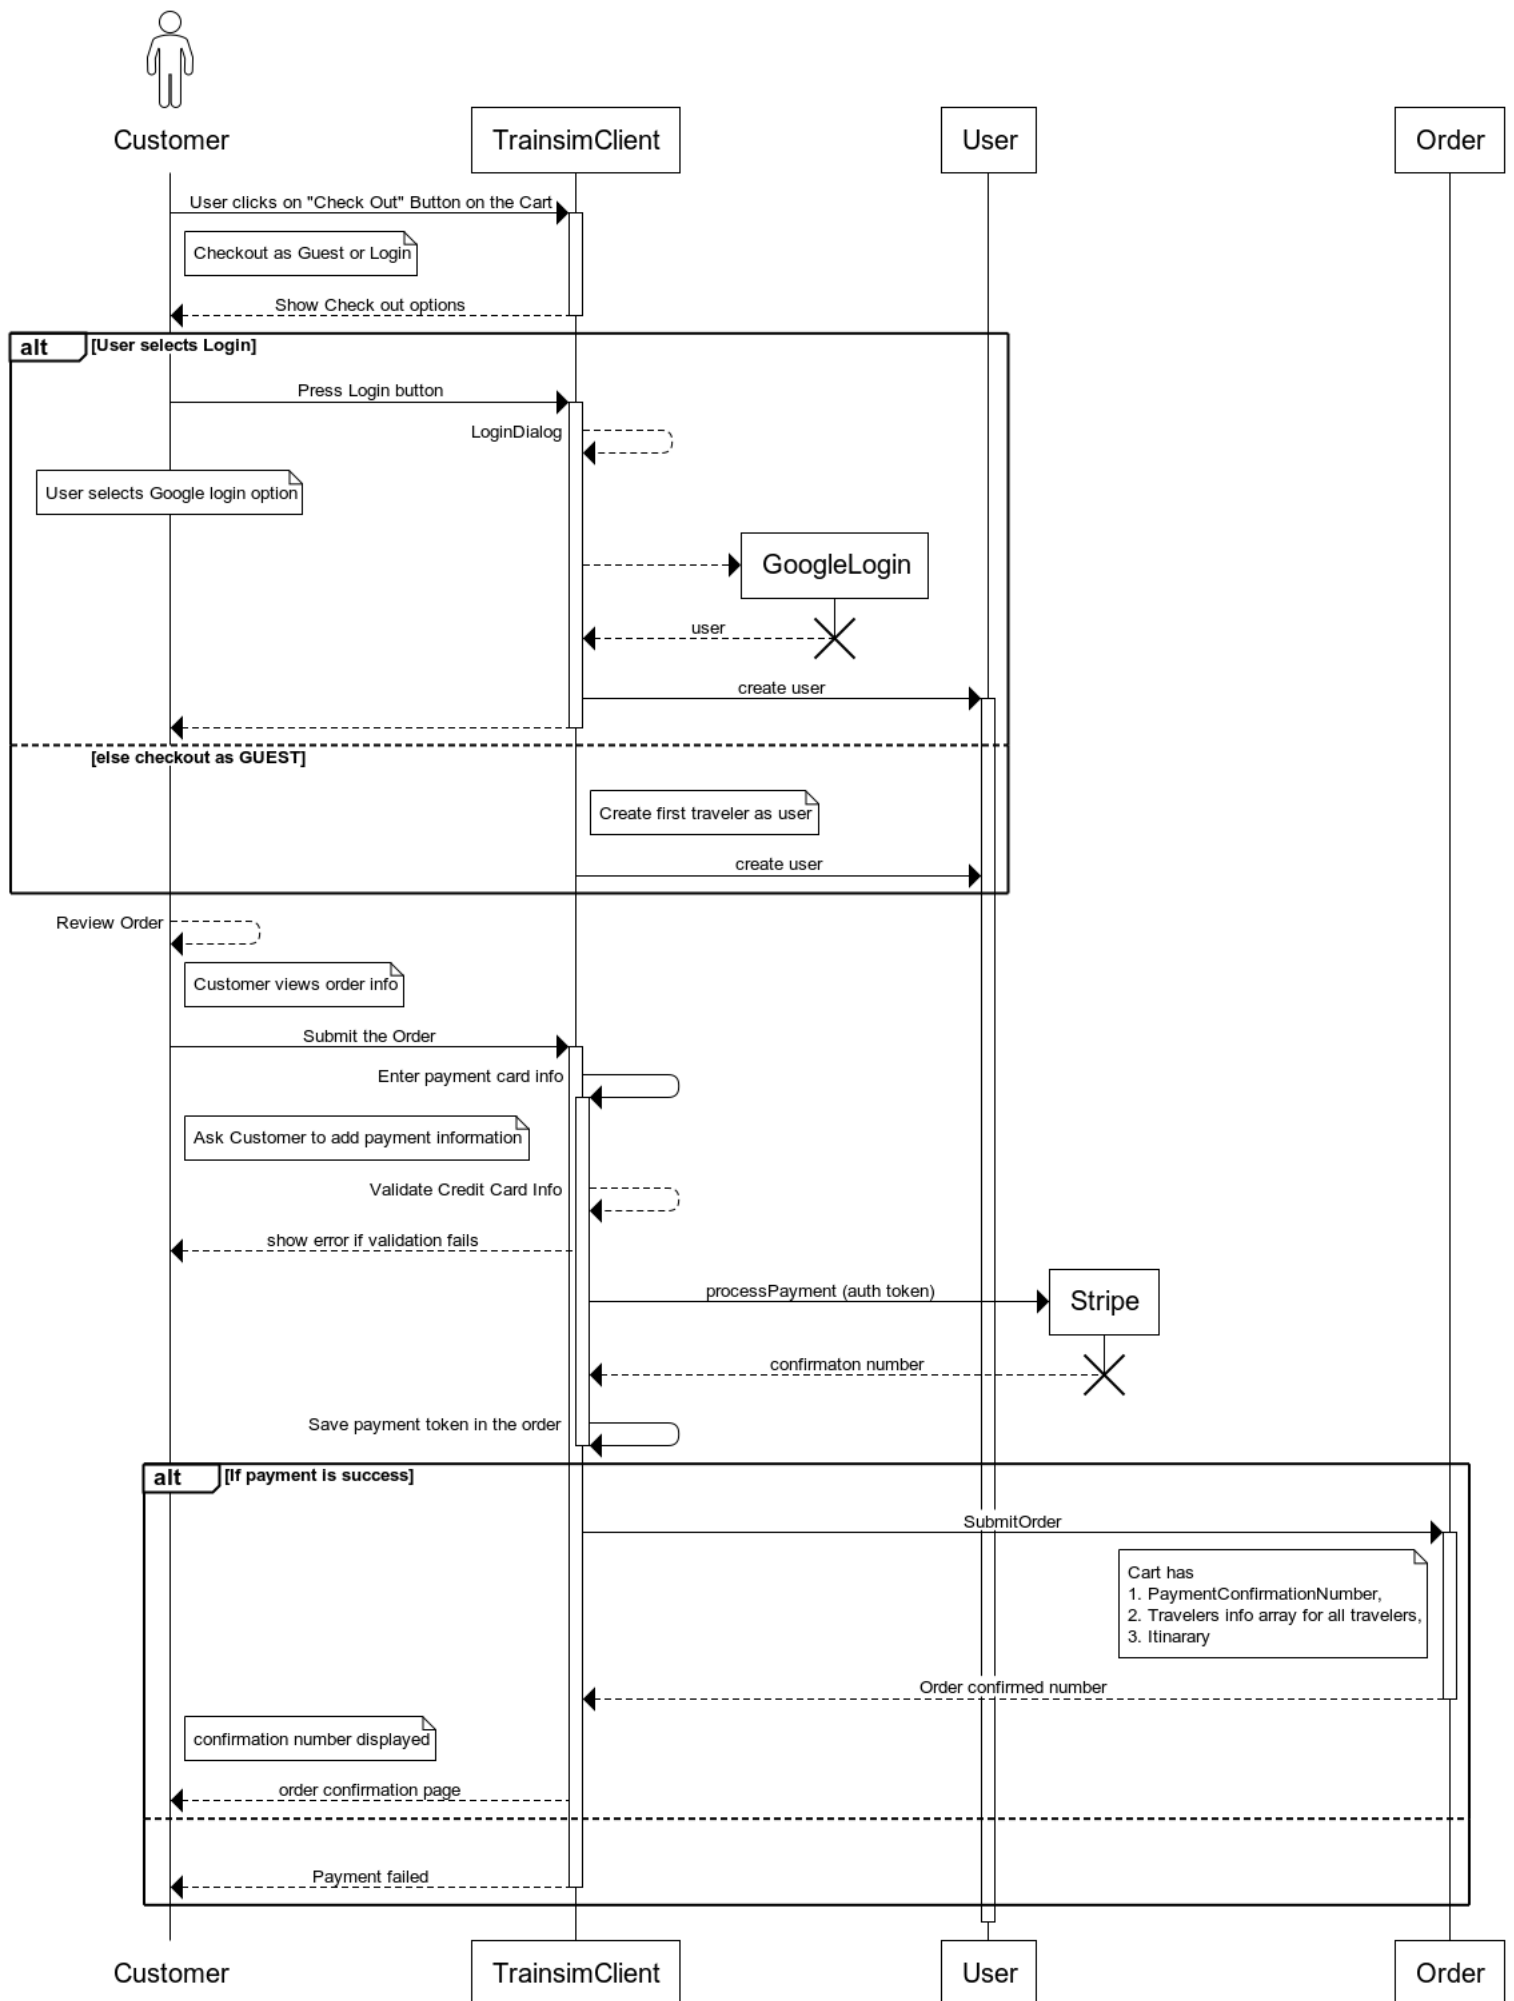 Customer
TrainsimClient
User
Order
User clicks on "Check Out" Button on the Cart
Checkout as Guest or Login
Show Check out options
alt
[User selects Login]
Press Login button
LoginDialog
User selects Google login option
GoogleLogin
user
create user
[else checkout as GUEST]
Create first traveler as user
create user
Review Order
Customer views order info
Submit the Order
Enter payment card info
Ask Customer to add payment information
Validate Credit Card Info
show error if validation fails
processPayment (auth token)
Stripe
confirmaton number
Save payment token in the order
alt
[If payment is success]
SubmitOrder
Cart has
1. PaymentConfirmationNumber,
2. Travelers info array for all travelers,
3. Itinarary
Order confirmed number
confirmation number displayed
order confirmation page
Payment failed
Customer
TrainsimClient
User
Order